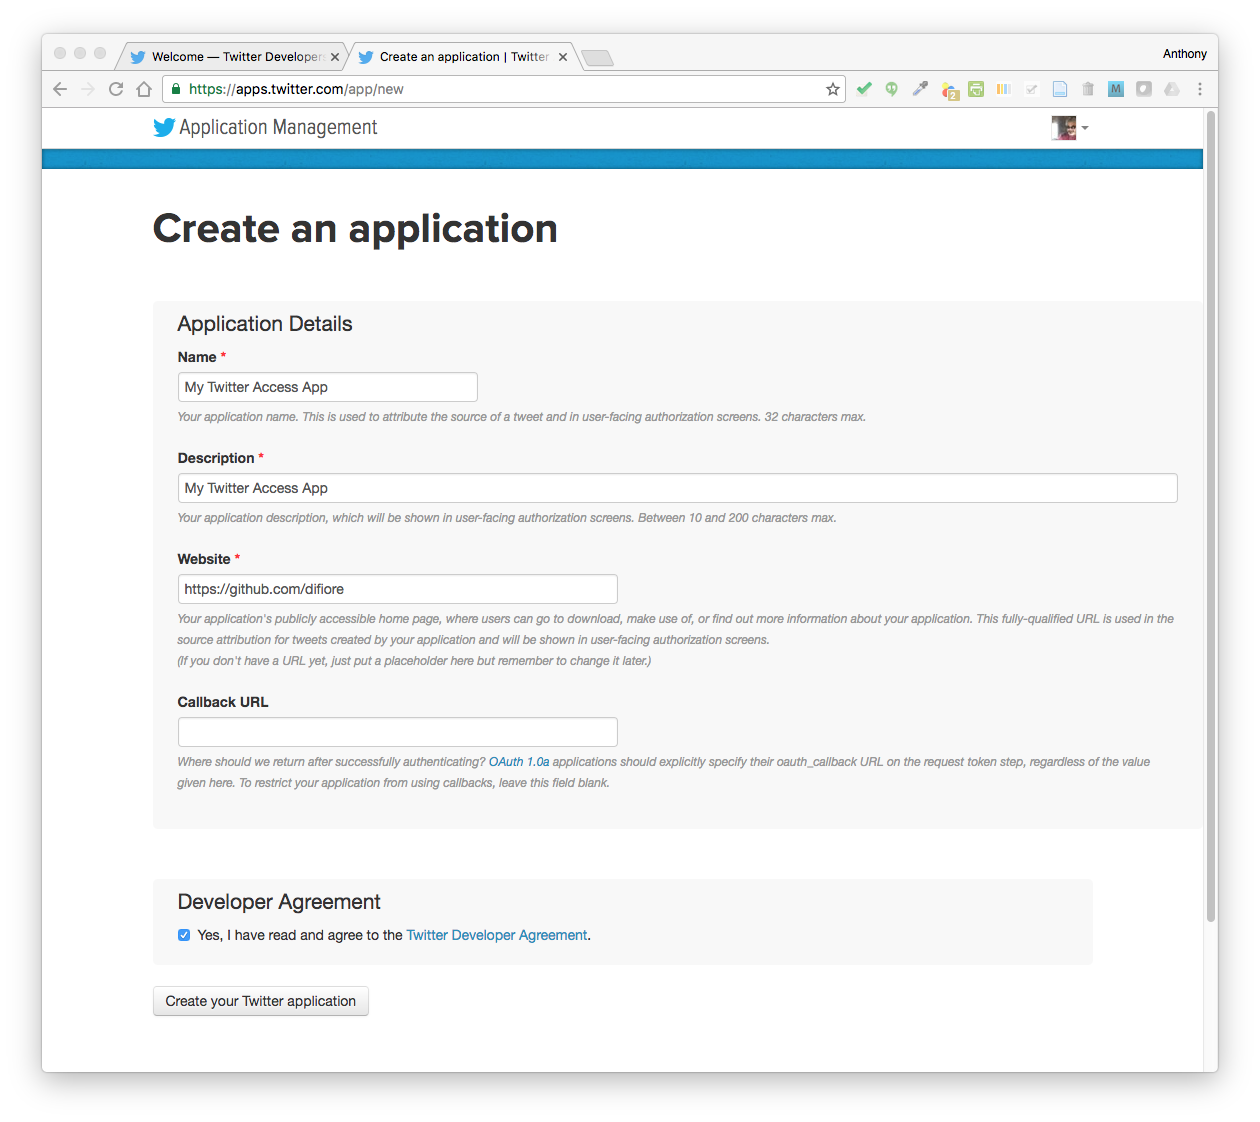 Welcome — Twitter Developer
Create an application | Twitter
Anthony
https://apps.twitter.com/app/new
2
M
Application Management
Create an application
Application Details
Name *
My Twitter Access App
Your application name. This is used to attribute the source of a tweet and in user-facing authorization screens. 32 characters max.
Description *
My Twitter Access App
Your application description, which will be shown in user-facing authorization screens. Between 10 and 200 characters max.
Website *
https://github.com/difiore
Your application's publicly accessible home page, where users can go to download, make use of, or find out more information about your application. This fully-qualified URL is used in the
source attribution for tweets created by your application and will be shown in user-facing authorization screens.
(If you don't have a URL yet, just put a placeholder here but remember to change it later.)
Callback URL
Where should we return after successfully authenticating? OAuth 1.0a applications should explicitly specify their oauth_callback URL on the request token step, regardless of the value
given here. To restrict your application from using callbacks, leave this field blank.
Developer Agreement
Yes, I have read and agree to the Twitter Developer Agreement.
Create your Twitter application